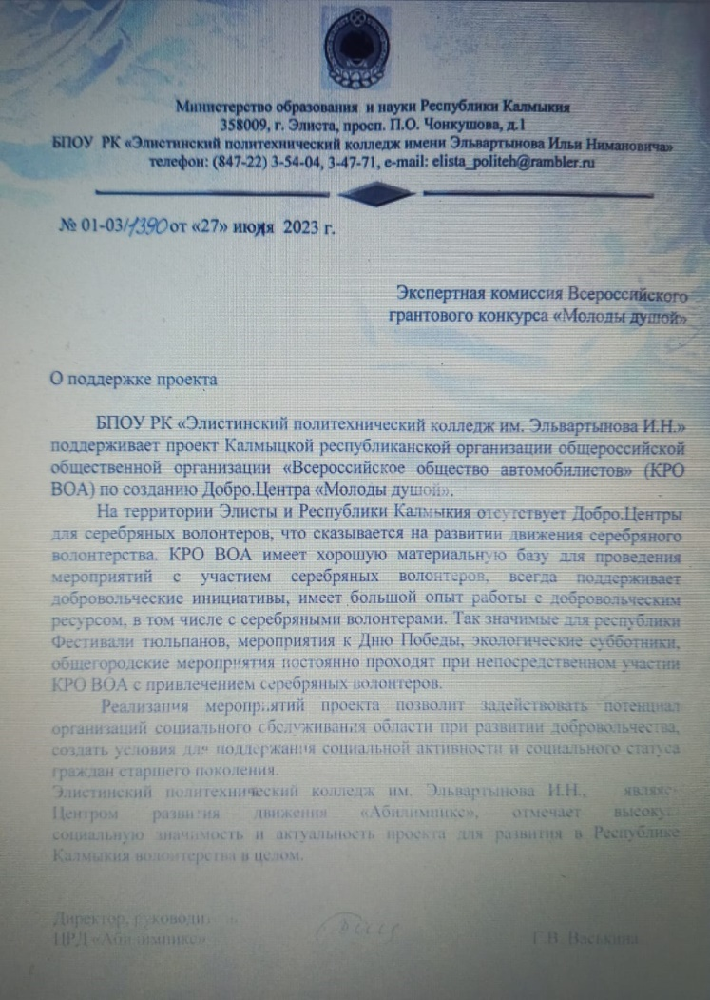 Министерство образования и науки Республики Калмыкия
358009, г. Элиста, просп. П.О. Чонкушова, д.1
БПОУ РК «Элистинский политехнический колледж имени Эльвартынова Ильи Нимановича»
телефон: (847-22) 3-54-04, 3-47-71, e-mail: elista_politeh@rambler.ru
№ 01-03/1390 от «27» июля 2023 г.
Экспертная комиссия Всероссийского
грантового конкурса «Молоды душой»
О поддержке проекта
БПОУ РК «Элистинский политехнический колледж им. Эльвартынова И.Н.»
поддерживает проект Калмыцкой республиканской организации общероссийской
общественной организации «Всероссийское общество автомобилистов» (КРО
ВОА) по созданию Добро.Центра «Молоды душой».
На территории Элисты и Республики Калмыкия отсутствует Добро.Центры
для серебряных волонтеров, что сказывается на развитии движения серебряного
волонтерства. КРО ВОА имеет хорошую материальную базу для проведения
мероприятий с участием серебряных волонтеров, всегда поддерживает
добровольческие инициативы, имеет большой опыт работы с добровольческим
ресурсом, в том числе с серебряными волонтерами. Так значимые для республики
Фестивали тюльпанов, мероприятия к Дню Победы, экологические субботники,
общегородские мероприятия постоянно проходят при непосредственном участии
КРО ВОА с привлечением серебряных волонтеров.
Реализация мероприятий проекта позволит задействовать потенциал
организаций социального обслуживания области при развитии добровольчества,
создать условия для поддержания социальной активности и социального статуса
граждан старшего поколения.
Элистинский политехнический колледж им. Эльвартынова И.Н.,
Центром развития движения «Абилимпикс», отмечает высокую
социальную значимость и актуальность проекта для развития в Республике
Калмыкия волонтерства в целом.
Директор,
ЦРД «Абилимпикс»
Г.В. Васькина